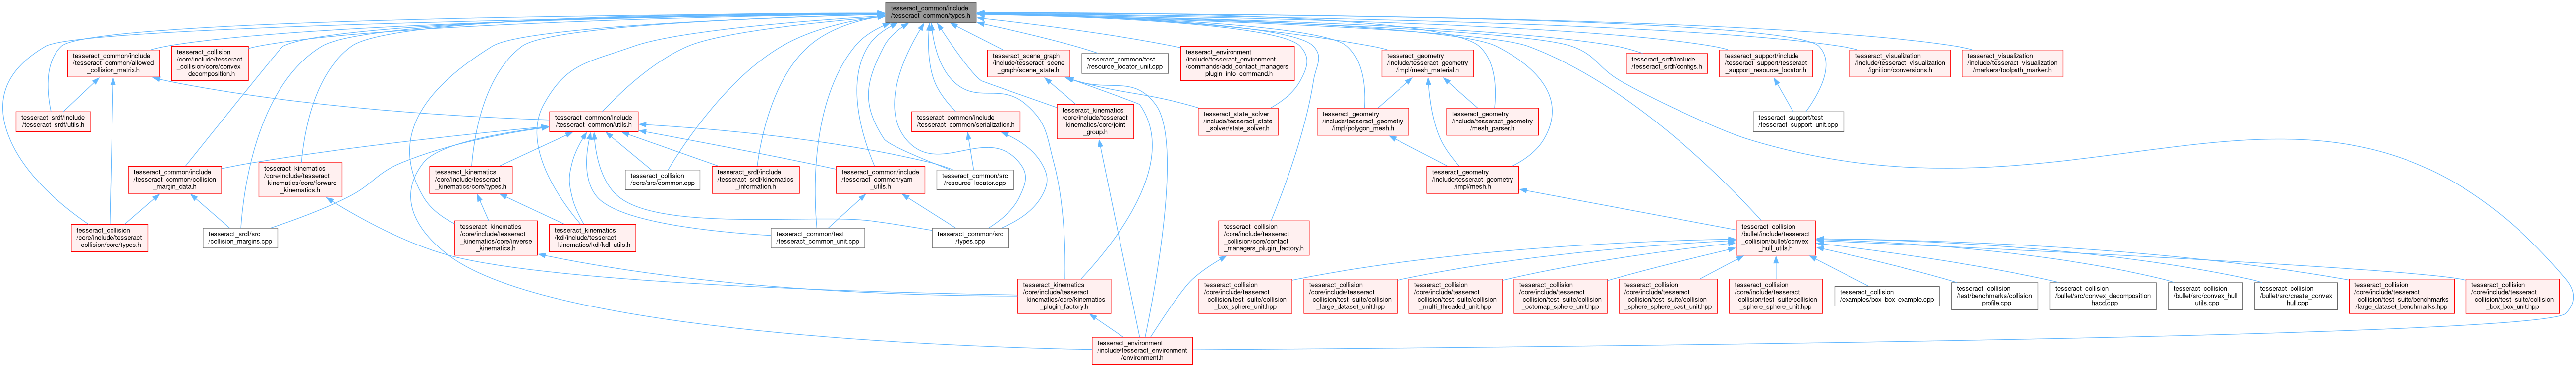 tesseract_common/include
/tesseract_common/types.h
tesseract_common/include
/tesseract_common/allowed
_collision_matrix.h
tesseract_collision
/core/include/tesseract
_collision/core/convex
_decomposition.h
tesseract_scene_graph
/include/tesseract_scene
_graph/scene_state.h
tesseract_common/test
/resource_locator_unit.cpp
tesseract_environment
/include/tesseract_environment
/commands/add_contact_managers
_plugin_info_command.h
tesseract_geometry
/include/tesseract_geometry
/impl/mesh_material.h
tesseract_srdf/include
/tesseract_srdf/configs.h
tesseract_support/include
/tesseract_support/tesseract
_support_resource_locator.h
tesseract_visualization
/include/tesseract_visualization
/ignition/conversions.h
tesseract_visualization
/include/tesseract_visualization
/markers/toolpath_marker.h
tesseract_srdf/include
/tesseract_srdf/utils.h
tesseract_common/include
/tesseract_common/utils.h
tesseract_common/include
/tesseract_common/serialization.h
tesseract_kinematics
/core/include/tesseract
_kinematics/core/joint
_group.h
tesseract_state_solver
/include/tesseract_state
_solver/state_solver.h
tesseract_geometry
/include/tesseract_geometry
/impl/polygon_mesh.h
tesseract_geometry
/include/tesseract_geometry
/mesh_parser.h
tesseract_support/test
/tesseract_support_unit.cpp
tesseract_common/include
/tesseract_common/collision
_margin_data.h
tesseract_kinematics
/core/include/tesseract
_kinematics/core/forward
_kinematics.h
tesseract_kinematics
/core/include/tesseract
_kinematics/core/types.h
tesseract_collision
/core/src/common.cpp
tesseract_srdf/include
/tesseract_srdf/kinematics
_information.h
tesseract_common/include
/tesseract_common/yaml
_utils.h
tesseract_common/src
/resource_locator.cpp
tesseract_geometry
/include/tesseract_geometry
/impl/mesh.h
tesseract_collision
/core/include/tesseract
_collision/core/types.h
tesseract_srdf/src
/collision_margins.cpp
tesseract_kinematics
/core/include/tesseract
_kinematics/core/inverse
_kinematics.h
tesseract_kinematics
/kdl/include/tesseract
_kinematics/kdl/kdl_utils.h
tesseract_common/test
/tesseract_common_unit.cpp
tesseract_common/src
/types.cpp
tesseract_collision
/core/include/tesseract
_collision/core/contact
_managers_plugin_factory.h
tesseract_collision
/bullet/include/tesseract
_collision/bullet/convex
_hull_utils.h
tesseract_kinematics
/core/include/tesseract
_kinematics/core/kinematics
_plugin_factory.h
tesseract_collision
/core/include/tesseract
_collision/test_suite/collision
_box_sphere_unit.hpp
tesseract_collision
/core/include/tesseract
_collision/test_suite/collision
_large_dataset_unit.hpp
tesseract_collision
/core/include/tesseract
_collision/test_suite/collision
_multi_threaded_unit.hpp
tesseract_collision
/core/include/tesseract
_collision/test_suite/collision
_octomap_sphere_unit.hpp
tesseract_collision
/core/include/tesseract
_collision/test_suite/collision
_sphere_sphere_cast_unit.hpp
tesseract_collision
/core/include/tesseract
_collision/test_suite/collision
_sphere_sphere_unit.hpp
tesseract_collision
/examples/box_box_example.cpp
tesseract_collision
/test/benchmarks/collision
_profile.cpp
tesseract_collision
/bullet/src/convex_decomposition
_hacd.cpp
tesseract_collision
/bullet/src/convex_hull
_utils.cpp
tesseract_collision
/bullet/src/create_convex
_hull.cpp
tesseract_collision
/core/include/tesseract
_collision/test_suite/benchmarks
/large_dataset_benchmarks.hpp
tesseract_collision
/core/include/tesseract
_collision/test_suite/collision
_box_box_unit.hpp
tesseract_environment
/include/tesseract_environment
/environment.h